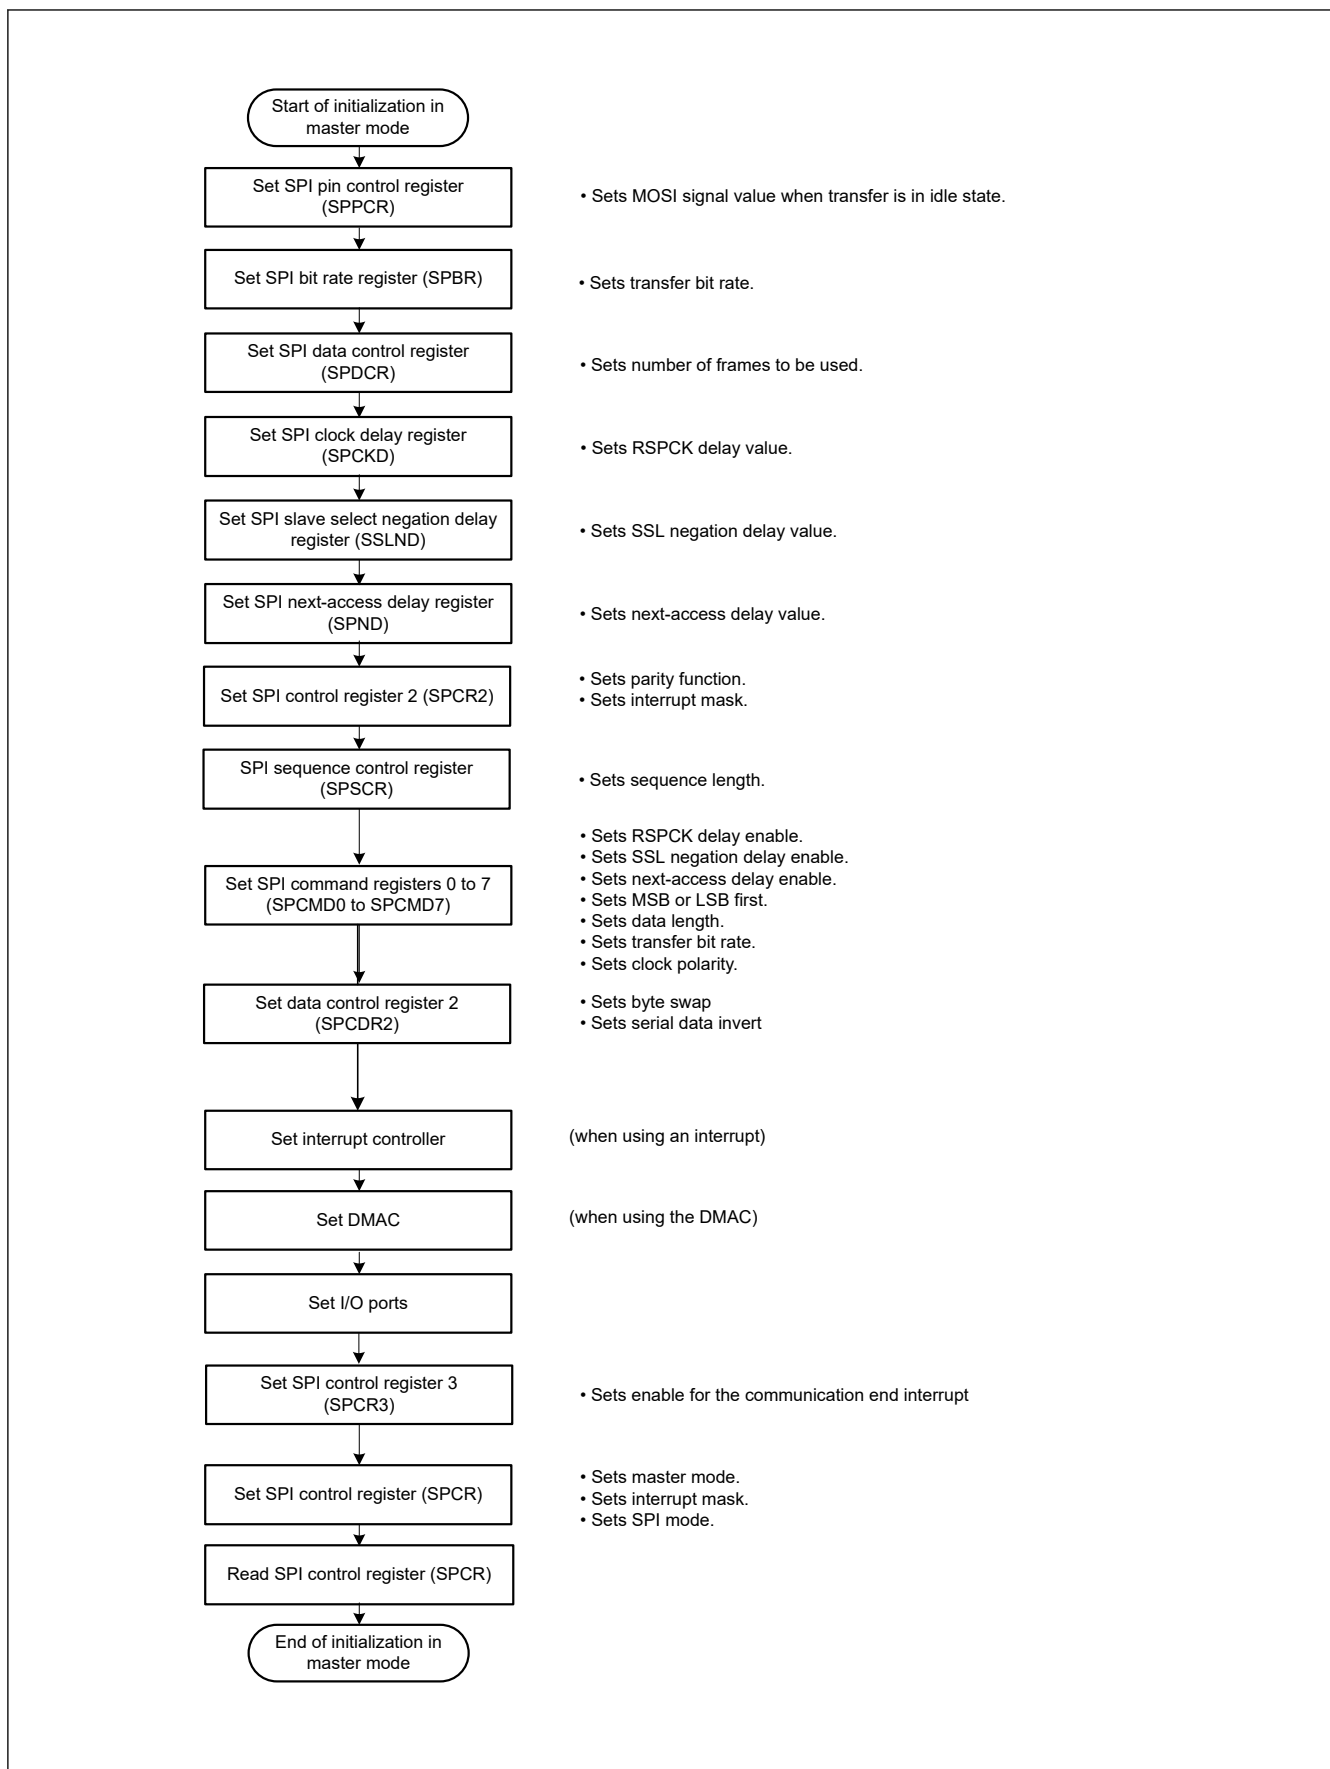 Start of initialization in
master mode
Set SPI pin control register
(SPPCR)
• Sets MOSI signal value when transfer is in idle state.
Set SPI bit rate register (SPBR)
• Sets transfer bit rate.
Set SPI data control register
(SPDCR)
• Sets number of frames to be used.
Set SPI clock delay register
(SPCKD)
• Sets RSPCK delay value.
Set SPI slave select negation delay
register (SSLND)
• Sets SSL negation delay value.
Set SPI next-access delay register
(SPND)
• Sets next-access delay value.
Set SPI control register 2 (SPCR2)
• Sets parity function.
• Sets interrupt mask.
SPI sequence control register
(SPSCR)
• Sets sequence length.
Set SPI command registers 0 to 7
(SPCMD0 to SPCMD7)
• Sets RSPCK delay enable.
• Sets SSL negation delay enable.
• Sets next-access delay enable.
• Sets MSB or LSB first.
• Sets data length.
• Sets transfer bit rate.
• Sets clock polarity.
Set data control register 2
(SPCDR2)
• Sets byte swap
• Sets serial data invert
Set interrupt controller
(when using an interrupt)
Set DMAC
(when using the DMAC)
Set I/O ports
Set SPI control register 3
(SPCR3)
• Sets enable for the communication end interrupt
Set SPI control register (SPCR)
• Sets master mode.
• Sets interrupt mask.
• Sets SPI mode.
Read SPI control register (SPCR)
End of initialization in
master mode